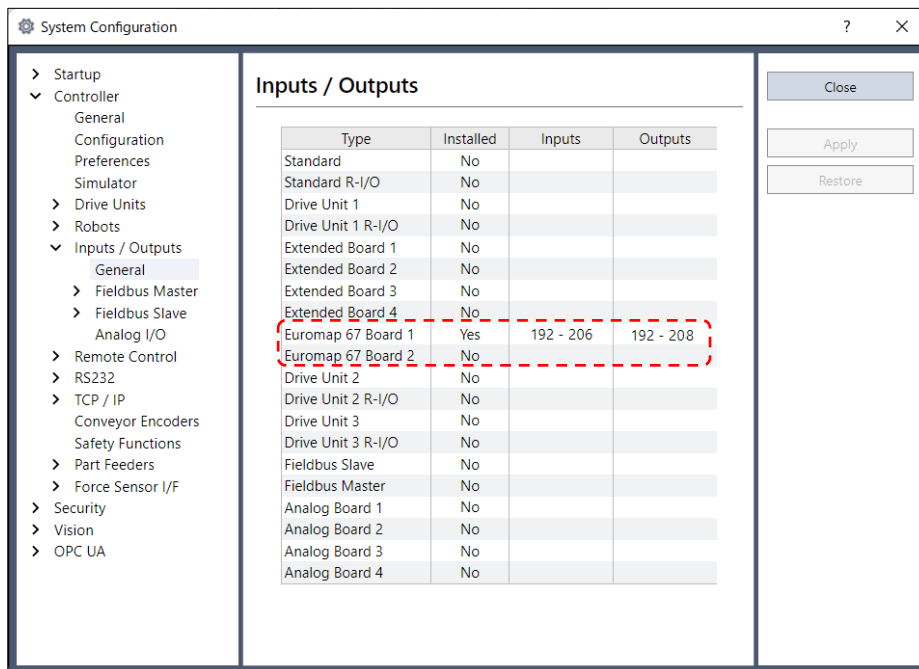 System Configuration
?
Startup
Controller
General
Configuration
Preferences
Simulator
Drive Units
Robots
Inputs / Outputs
General
Fieldbus Master
Fieldbus Slave
Analog I/O
Remote Control
RS232
TCP / IP
Conveyor Encoders
Safety Functions
Part Feeders
Force Sensor I/F
Security
Vision
OPC UA
Inputs / Outputs
Type Installed Inputs Outputs
Standard No
Standard R-I/O No
Drive Unit 1 No
Drive Unit 1 R-I/O No
Extended Board 1 No
Extended Board 2 No
Extended Board 3 No
Extended Board 4 No
Euromap 67 Board 1 Yes 192 - 206 192 - 208
Euromap 67 Board 2 No
Drive Unit 2 No
Drive Unit 2 R-I/O No
Drive Unit 3 No
Drive Unit 3 R-I/O No
Fieldbus Slave No
Fieldbus Master No
Analog Board 1 No
Analog Board 2 No
Analog Board 3 No
Analog Board 4 No
Close
Apply
Restore